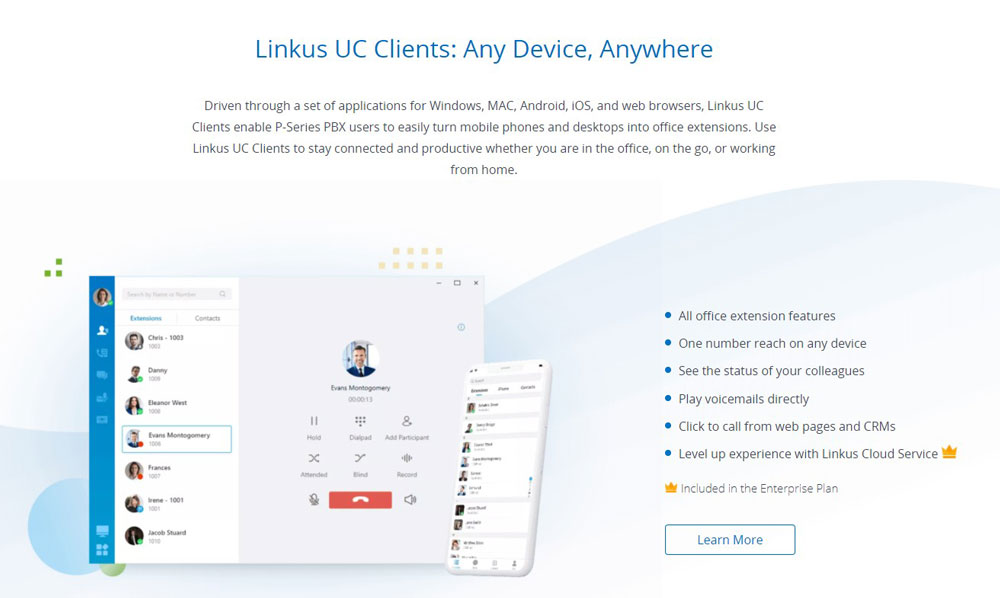 Linkus UC Clients: Any Device, Anywhere
Driven through a set of applications for Windows, MAC, Android, iOS, and web browsers, Linkus UC
Clients enable P-Series PBX users to easily turn mobile phones and desktops into office extensions. Use
Linkus UC Clients to stay connected and productive whether you are in the office, on the go, or working
from home.
Search by Name or Number
Extensions Contacts
Chris - 1003
1003
Danny
1009
Eleanor West
1008
Evans Montogomery
1006
Frances
1007
Irene - 1001
1001
Jacob Stuard
1010
Evans Montogomery
00:00:13
Hold Dialpad Add Participant
Attended Blind Record
Search
Extensions Contacts
All office extension features
One number reach on any device
See the status of your colleagues
Play voicemails directly
Click to call from web pages and CRMs
Level up experience with Linkus Cloud Service
Included in the Enterprise Plan
Learn More